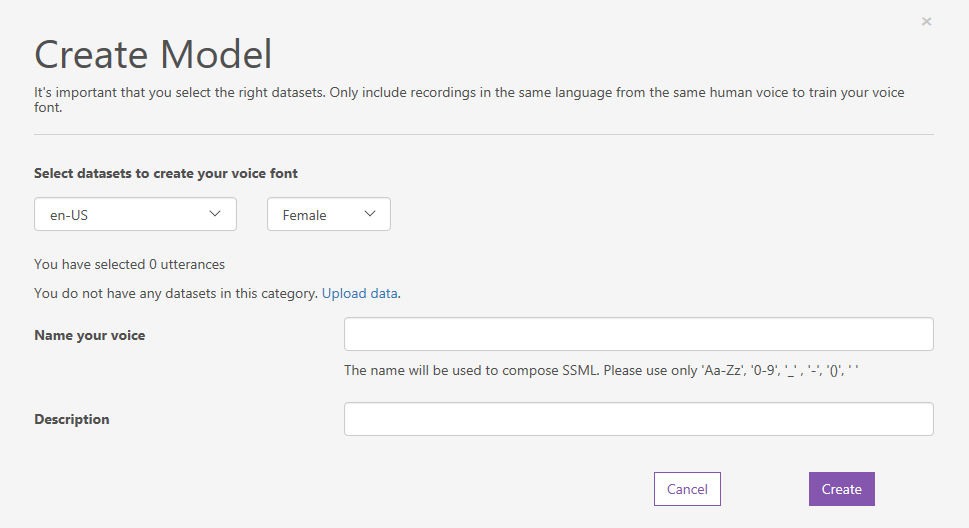 ×
Create Model
It's important that you select the right datasets. Only include recordings in the same language from the same human voice to train your voice
font.
Select datasets to create your voice font
en-US
Female
You have selected 0 utterances
You do not have any datasets in this category. Upload data.
Name your voice
The name will be used to compose SSML. Please use only 'Aa-Zz', '0-9', '_' , '-', '()', ' '
Description
Cancel
Create